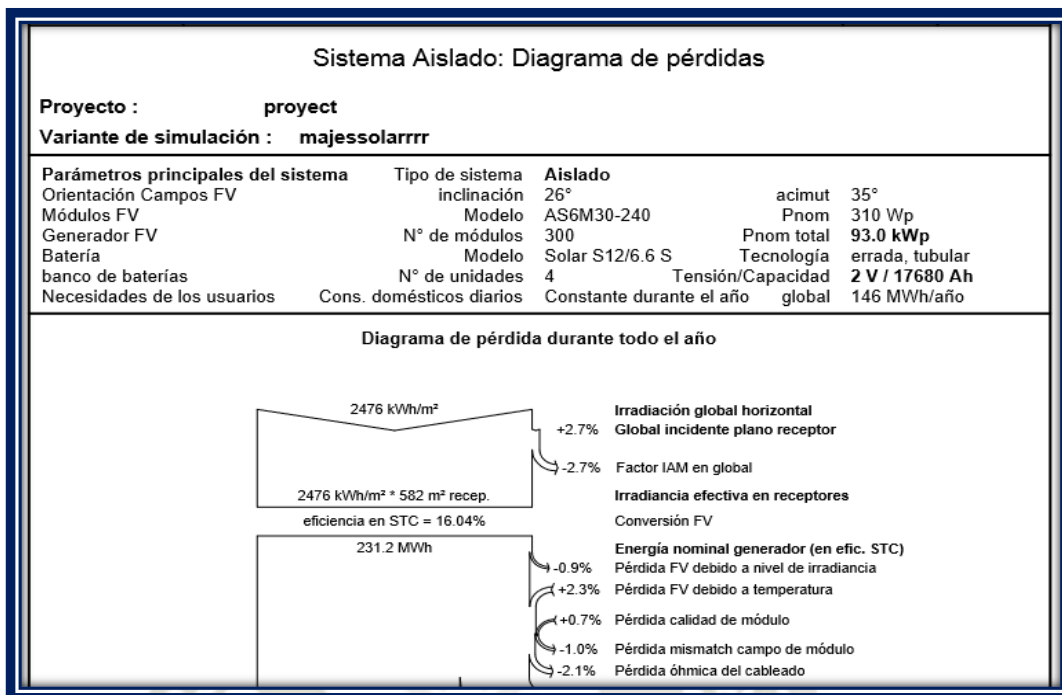 Sistema Aislado: Diagrama de pérdidas
Proyecto : proyect
Variante de simulación : majessolarrrr
Parámetros principales del sistema Tipo de sistema Aislado
Orientación Campos FV inclinación 26° acimut 35°
Módulos FV Modelo AS6M30-240 Pnom 310 Wp
Generador FV N° de módulos 300 Pnom total 93.0 kWp
Batería Modelo Solar S12/6.6 S Tecnología errada, tubular
banco de baterías N° de unidades 4 Tensión/Capacidad 2 V / 17680 Ah
Necesidades de los usuarios Cons. domésticos diarios Constante durante el año global 146 MWh/año
Diagrama de pérdida durante todo el año
2476 kWh/m² Irradiación global horizontal
+2.7% Global incidente plano receptor
-2.7% Factor IAM en global
2476 kWh/m² * 582 m² recep. Irradiancia efectiva en receptores
eficiencia en STC = 16.04% Conversión FV
231.2 MWh Energía nominal generador (en efic. STC)
-0.9% Pérdida FV debido a nivel de irradiancia
+2.3% Pérdida FV debido a temperatura
+0.7% Pérdida calidad de módulo
-1.0% Pérdida mismatch campo de módulo
-2.1% Pérdida óhmica del cableado